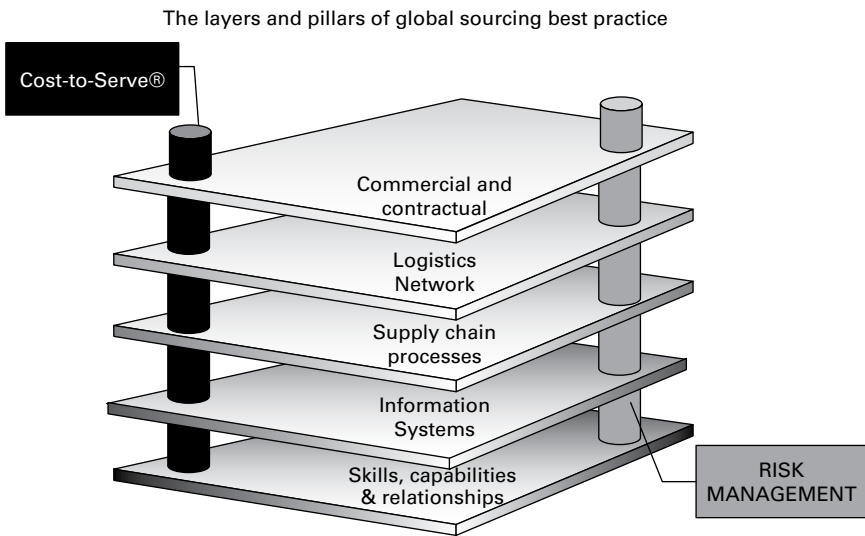 The layers and pillars of global sourcing best practice
Cost-to-Serve®
Commercial and
contractual
Logistics
Network
Supply chain
processes
Information
Systems
Skills, capabilities
& relationships
RISK
MANAGEMENT